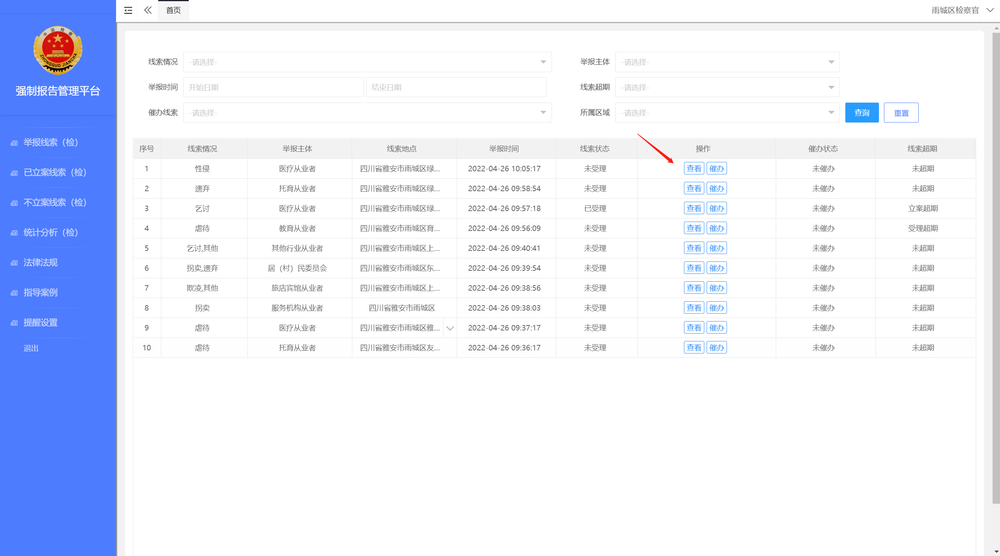 首页
雨城区检察官
中国检察
ZHONGGUO JIANCHA
强制报告管理平台
举报线索（检）
已立案线索（检）
不立案线索（检）
统计分析（检）
法律法规
指导案例
提醒设置
退出
线索情况 -请选择- 举报主体 -请选择-
举报时间 开始日期 结束日期 线索超期 -请选择-
催办线索 -请选择- 所属区域 -请选择- 查询 重置
序号 线索情况 举报主体 线索地点 举报时间 线索状态 操作 催办状态 线索超期
1 性侵 医疗从业者 四川省雅安市雨城区绿... 2022-04-26 10:05:17 未受理 查看 催办 未催办 未超期
2 遗弃 托育从业者 四川省雅安市雨城区绿... 2022-04-26 09:58:54 未受理 查看 催办 未催办 未超期
3 乞讨 医疗从业者 四川省雅安市雨城区绿... 2022-04-26 09:57:18 已受理 查看 催办 未催办 立案超期
4 虐待 教育从业者 四川省雅安市雨城区育... 2022-04-26 09:56:09 未受理 查看 催办 未催办 受理超期
5 乞讨,其他 其他行业从业者 四川省雅安市雨城区上... 2022-04-26 09:40:41 未受理 查看 催办 未催办 未超期
6 拐卖,遗弃 居（村）民委员会 四川省雅安市雨城区东... 2022-04-26 09:39:54 未受理 查看 催办 未催办 未超期
7 欺凌,其他 旅店宾馆从业者 四川省雅安市雨城区上... 2022-04-26 09:38:56 未受理 查看 催办 未催办 未超期
8 拐卖 服务机构从业者 四川省雅安市雨城区 2022-04-26 09:38:03 未受理 查看 催办 未催办 未超期
9 虐待 医疗从业者 四川省雅安市雨城区雅... 2022-04-26 09:37:17 未受理 查看 催办 未催办 未超期
10 虐待 托育从业者 四川省雅安市雨城区友... 2022-04-26 09:36:17 未受理 查看 催办 未催办 未超期